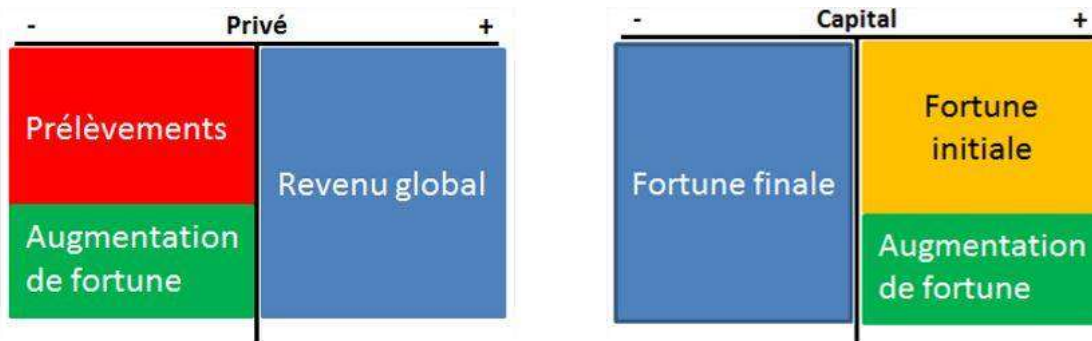 - Privé +
Prélèvements
Augmentation
de fortune
Revenu global
- Capital +
Fortune finale
Fortune
initiale
Augmentation
de fortune